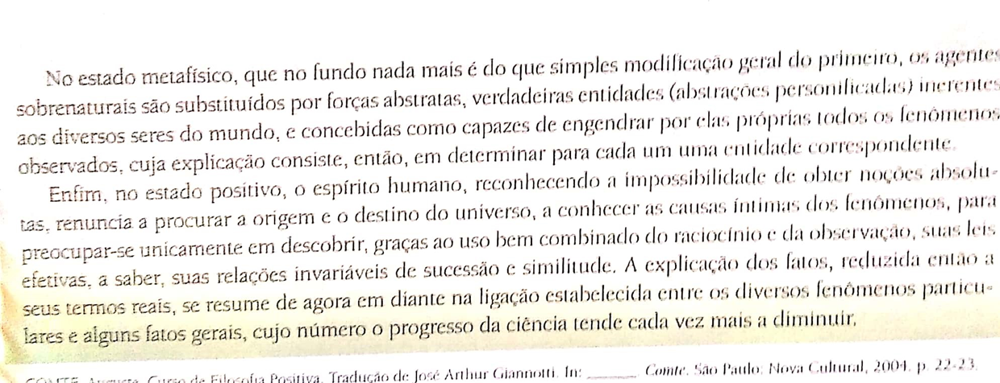 No estado metafísico, que no fundo nada mais é do que simples modificação geral do primeiro, os agentes
sobrenaturais são substituídos por forças abstratas, verdadeiras entidades (abstrações personificadas) inerentes
aos diversos seres do mundo, e concebidas como capazes de engendrar por elas próprias todos os fenômenos
observados, cuja explicação consiste, então, em determinar para cada um uma entidade correspondente.
Enfim, no estado positivo, o espírito humano, reconhecendo a impossibilidade de obter noções absolu-
tas, renuncia a procurar a origem e o destino do universo, a conhecer as causas íntimas dos fenômenos, para
preocupar-se unicamente em descobrir, graças ao uso bem combinado do raciocínio e da observação, suas leis
efetivas, a saber, suas relações invariáveis de sucessão e similitude. A explicação dos fatos, reduzida então a
seus termos reais, se resume de agora em diante na ligação estabelecida entre os diversos fenômenos particu-
lares e alguns fatos gerais, cujo número o progresso da ciência tende cada vez mais a diminuir.
COMTE, Auguste. Curso de Filosofia Positiva. Tradução de José Arthur Giannotti. In: ______ Comte. São Paulo: Nova Cultural, 2004. p. 22-23.